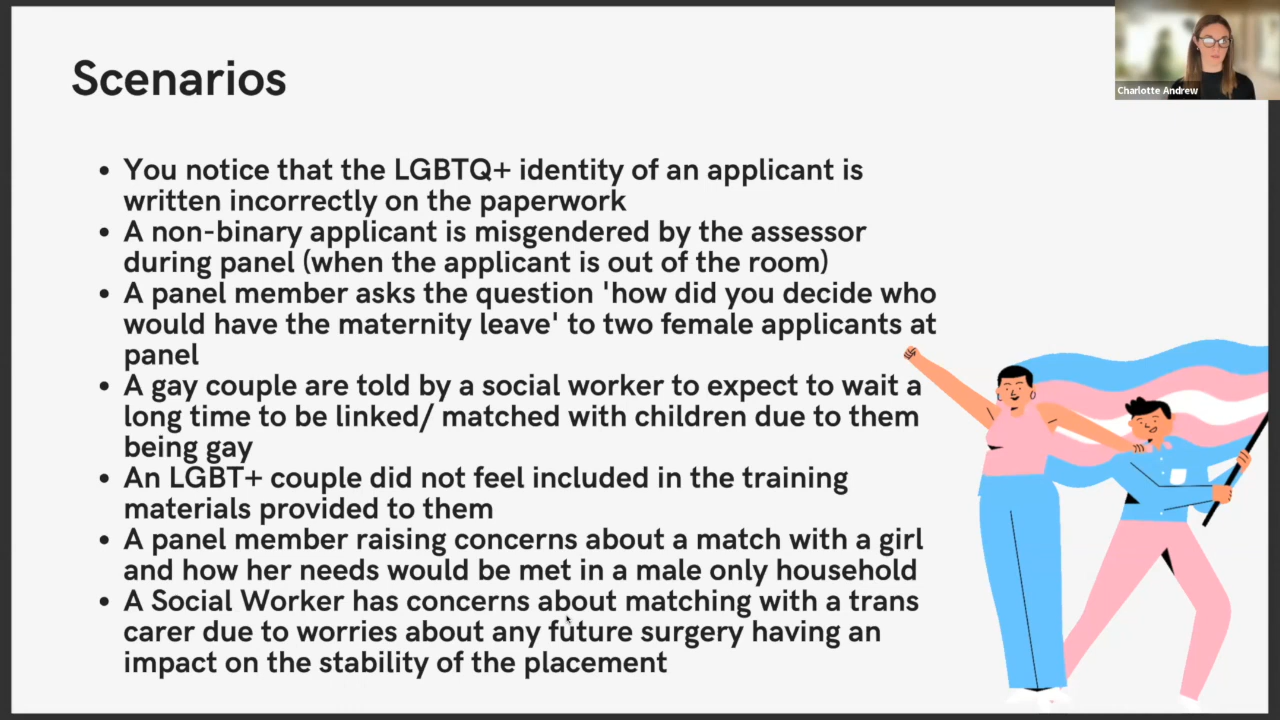 Scenarios
Charlotte Andrew
• You notice that the LGBTQ+ identity of an applicant is
written incorrectly on the paperwork
• A non-binary applicant is misgendered by the assessor
during panel (when the applicant is out of the room)
• A panel member asks the question 'how did you decide who
would have the maternity leave' to two female applicants at
panel
• A gay couple are told by a social worker to expect to wait a
long time to be linked/ matched with children due to them
being gay
• An LGBT+ couple did not feel included in the training
materials provided to them
• A panel member raising concerns about a match with a girl
and how her needs would be met in a male only household
• A Social Worker has concerns about matching with a trans
carer due to worries about any future surgery having an
impact on the stability of the placement